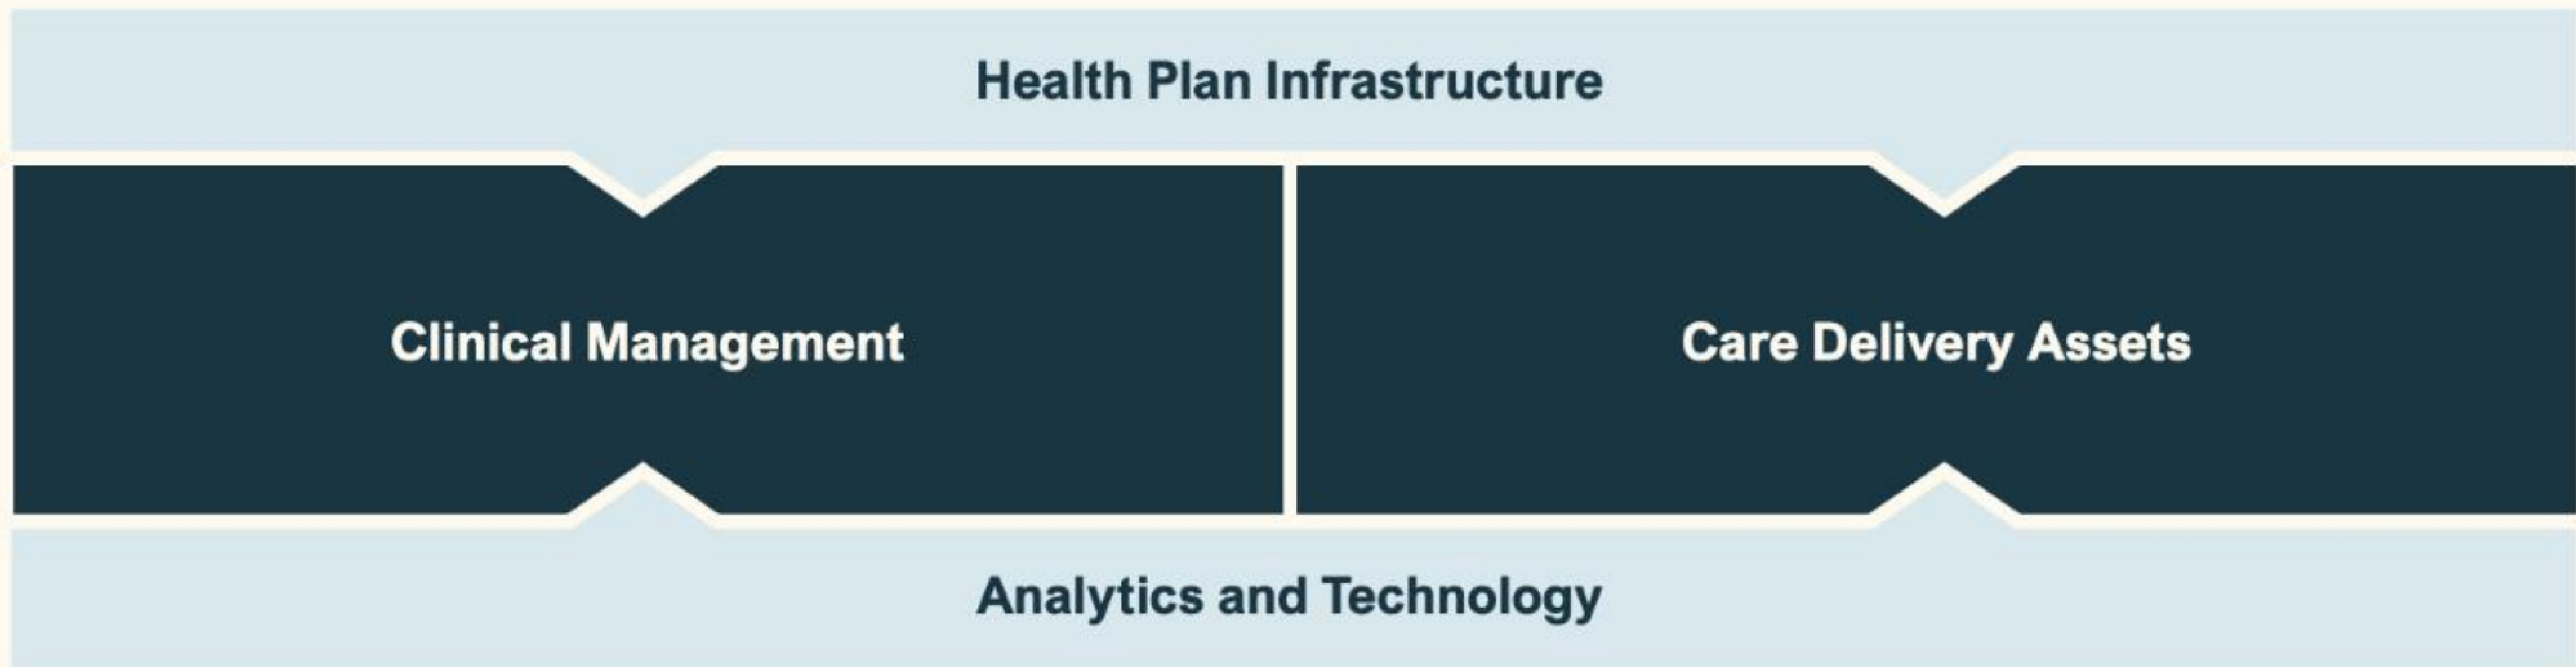 Health Plan Infrastructure
Clinical Management
Care Delivery Assets
Analytics and Technology